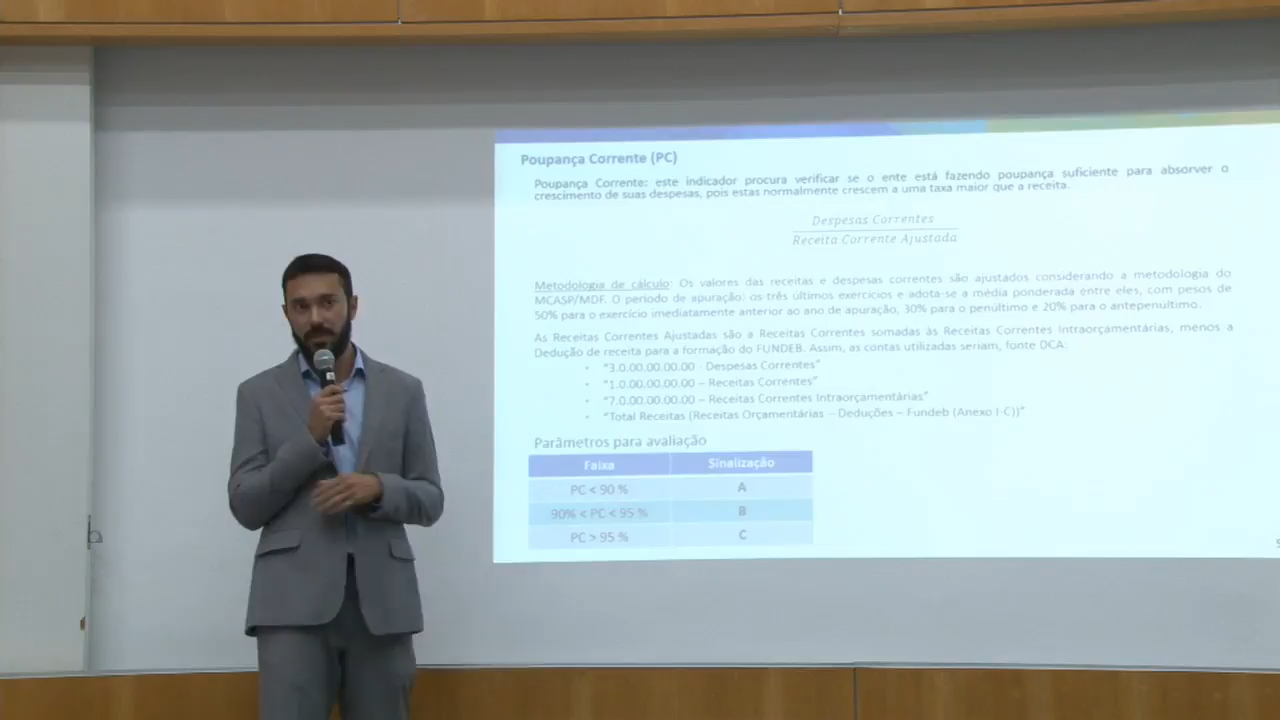 Poupança Corrente (PC)
Poupança Corrente: este indicador procura verificar se o ente está fazendo poupança suficiente para absorver o
crescimento de suas despesas, pois estas normalmente crescem a uma taxa maior que a receita.
Despesas Correntes
Receita Corrente Ajustada
Metodologia de cálculo: Os valores das receitas e despesas correntes são ajustados considerando a metodologia do
MCASP/MDF. O período de apuração: os três últimos exercícios e adota-se a média ponderada entre eles, com pesos de
50% para o exercício imediatamente anterior ao ano de apuração, 30% para o penúltimo e 20% para o antepenúltimo.
As Receitas Correntes Ajustadas são a Receitas Correntes somadas às Receitas Correntes Intraorçamentárias, menos a
Dedução de receita para a formação do FUNDEB. Assim, as contas utilizadas seriam, fonte DCA:
· "3.0.00.00.00.00 - Despesas Correntes"
· "1.0.00.00.00.00 – Receitas Correntes"
· "7.0.00.00.00.00 – Receitas Correntes Intraorçamentárias"
· "Total Receitas (Receitas Orçamentárias – Deduções – Fundeb (Anexo I-C))"
Parâmetros para avaliação
Faixa Sinalização
PC < 90 % A
90% < PC < 95 % B
PC > 95 % C